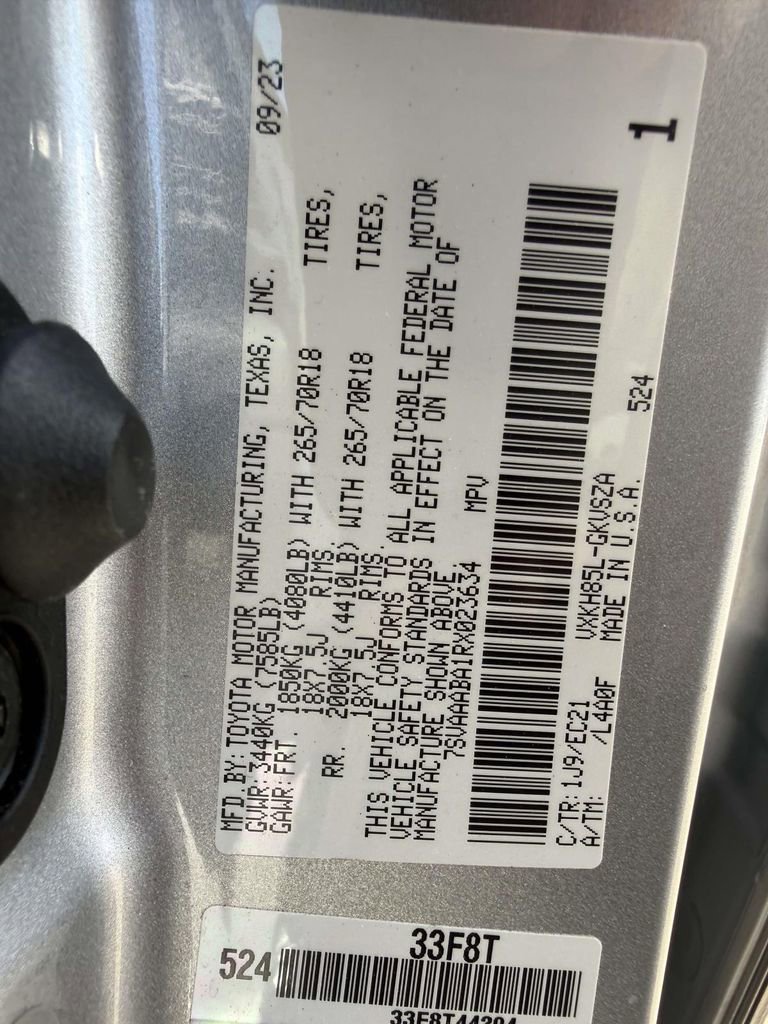 MFD.BY:TOYOTA MOTOR MANUFACTURING, TEXAS, INC. 09/23
GVWR:3440KG(7585LB)
GAWR:FRT. 1850KG (4080LB) WITH 265/70R18 TIRES,
18X7.5J RIMS.
RR. 2000KG (4410LB) WITH 265/70R18 TIRES,
18X7.5J RIMS.
THIS VEHICLE CONFORMS TO ALL APPLICABLE FEDERAL MOTOR
VEHICLE SAFETY STANDARDS IN EFFECT ON THE DATE OF
MANUFACTURE SHOWN ABOVE.
7SVAAABA1RX023634 MPV
C/TR:1J9/EC21 VXKH85L-GKVSZA 524
A/TM: /L4A0F MADE IN U.S.A.
1
33F8T
524
33F8T44294